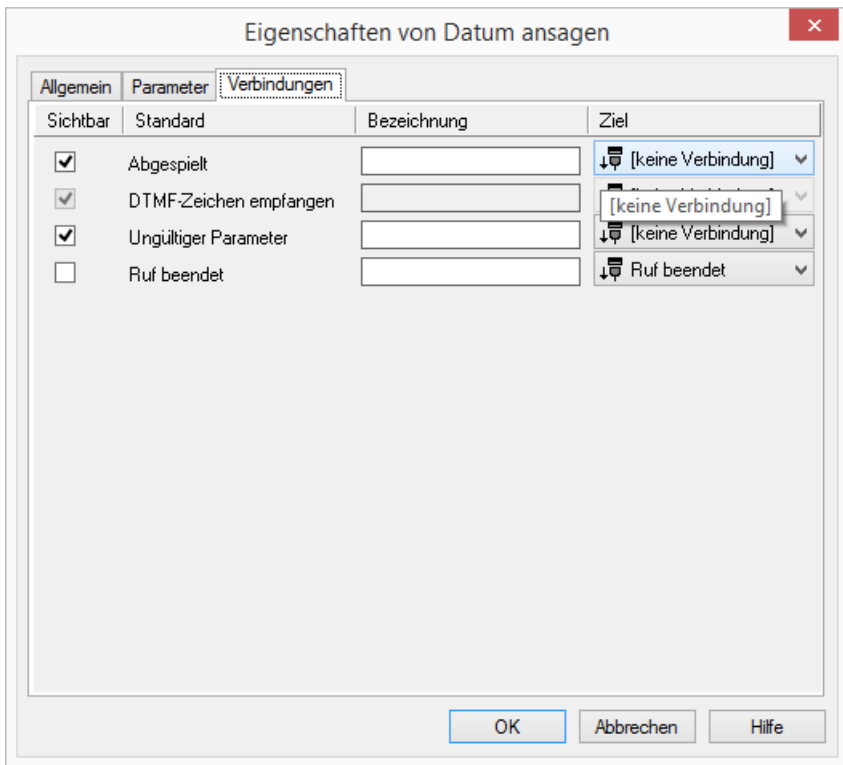 Eigenschaften von Datum ansagen
Allgemein Parameter Verbindungen
Sichtbar Standard Bezeichnung Ziel
Abgespielt [keine Verbindung]
DTMF-Zeichen empfangen
[keine Verbindung]
Ungültiger Parameter [keine Verbindung]
Ruf beendet Ruf beendet
OK Abbrechen Hilfe